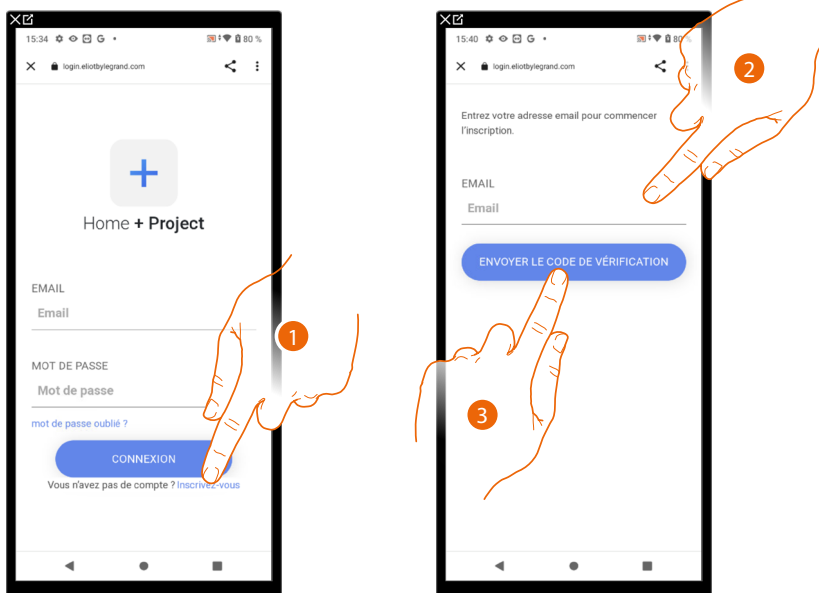 15:34 G 80 %
login.eliotbylegrand.com
Home + Project
EMAIL
Email
MOT DE PASSE
Mot de passe
mot de passe oublié ?
CONNEXION
Vous n'avez pas de compte ? Inscrivez-vous
1
15:40 G 80
login.eliotbylegrand.com
2
Entrez votre adresse email pour commencer
l'inscription.
EMAIL
Email
ENVOYER LE CODE DE VÉRIFICATION
3